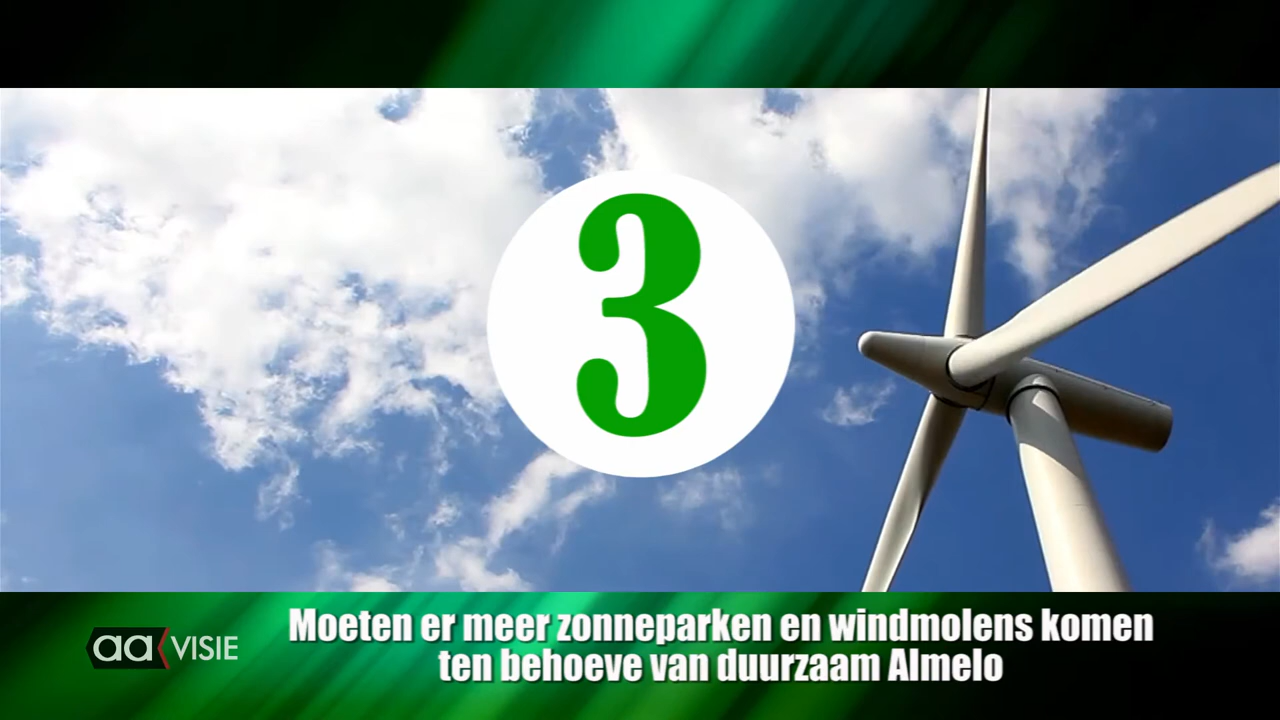 3
aa VISIE
Moeten er meer zonneparken en windmolens komen
ten behoeve van duurzaam Almelo